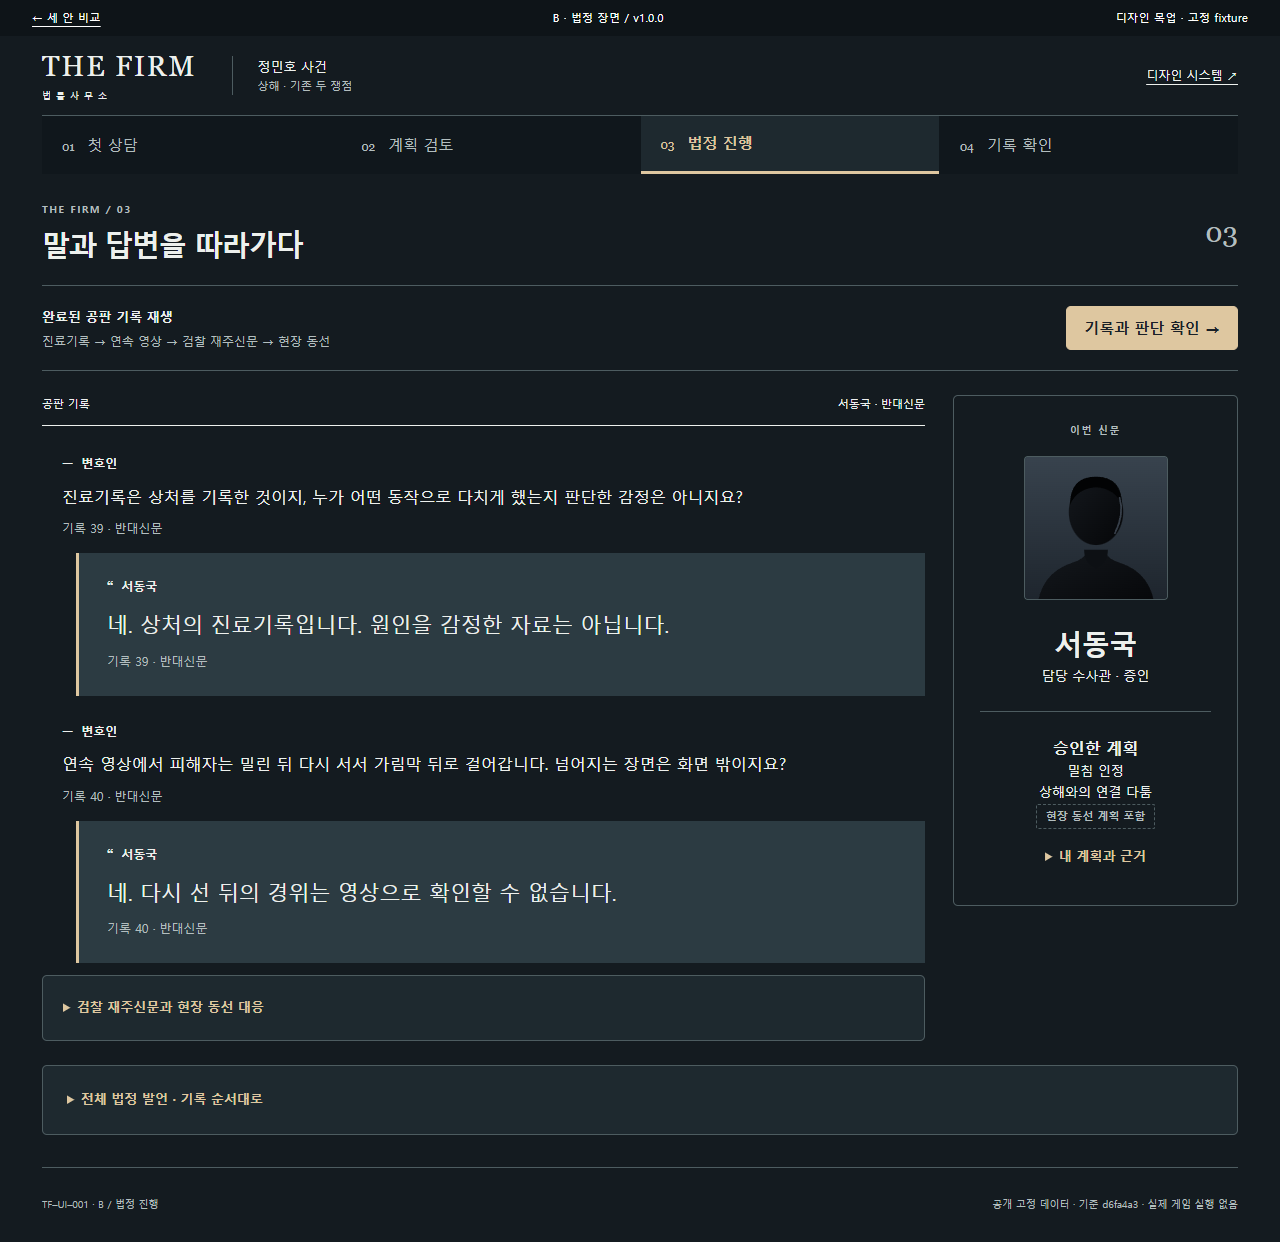 ← 세 안 비교
B · 법정 장면 / v1.0.0
디자인 목업 · 고정 fixture
THE FIRM
법률사무소
정민호 사건
상해 · 기존 두 쟁점
디자인 시스템 ↗
01 첫 상담
02 계획 검토
03 법정 진행
04 기록 확인
THE FIRM / 03
말과 답변을 따라가다
03
완료된 공판 기록 재생
진료기록 → 연속 영상 → 검찰 재주신문 → 현장 동선
기록과 판단 확인 →
공판 기록
서동국 · 반대신문
— 변호인
진료기록은 상처를 기록한 것이지, 누가 어떤 동작으로 다치게 했는지 판단한 감정은 아니지요?
기록 39 · 반대신문
“ 서동국
네. 상처의 진료기록입니다. 원인을 감정한 자료는 아닙니다.
기록 39 · 반대신문
— 변호인
연속 영상에서 피해자는 밀린 뒤 다시 서서 가림막 뒤로 걸어갑니다. 넘어지는 장면은 화면 밖이지요?
기록 40 · 반대신문
“ 서동국
네. 다시 선 뒤의 경위는 영상으로 확인할 수 없습니다.
기록 40 · 반대신문
▶ 검찰 재주신문과 현장 동선 대응
이번 신문
서동국
담당 수사관 · 증인
승인한 계획
밀침 인정
상해와의 연결 다툼
현장 동선 계획 포함
▶ 내 계획과 근거
▶ 전체 법정 발언 · 기록 순서대로
TF–UI–001 · B / 법정 진행
공개 고정 데이터 · 기준 d6fa4a3 · 실제 게임 실행 없음